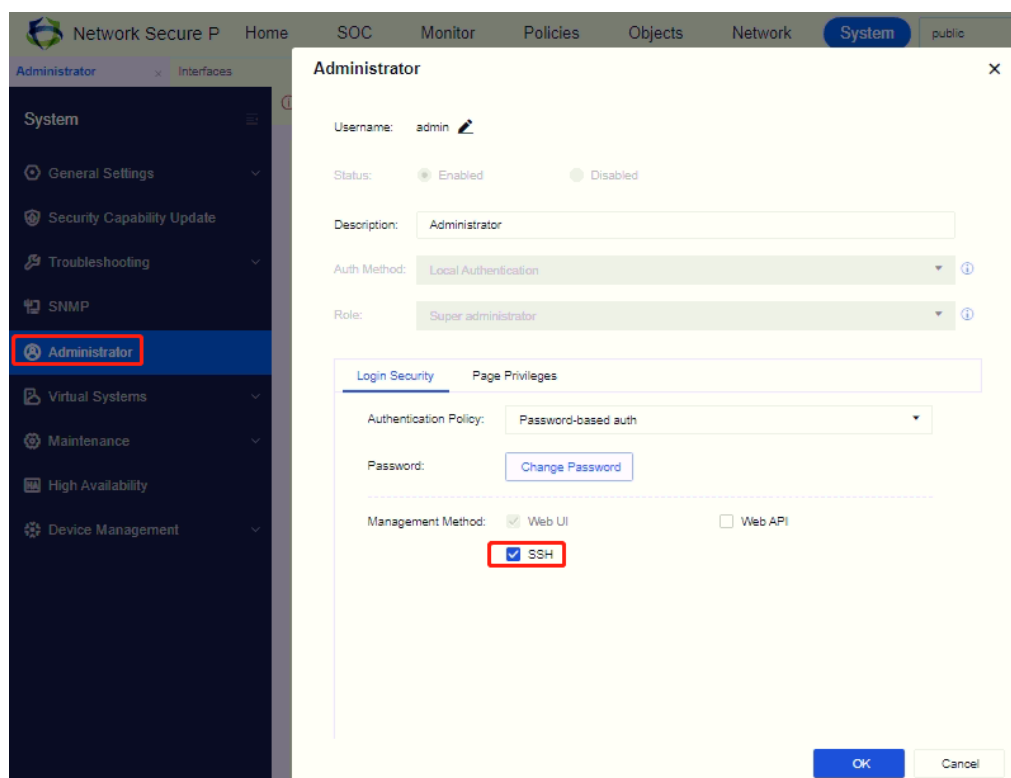 Network Secure P Home SOC Monitor Policies Objects Network System public
Administrator Interfaces
Administrator
System
General Settings
Security Capability Update
Troubleshooting
SNMP
Administrator
Virtual Systems
Maintenance
High Availability
Device Management
Username: admin
Status: Enabled Disabled
Description: Administrator
Auth Method: Local Authentication
Role: Super administrator
Login Security Page Privileges
Authentication Policy: Password-based auth
Password: Change Password
Management Method: Web UI Web API
SSH
OK Cancel